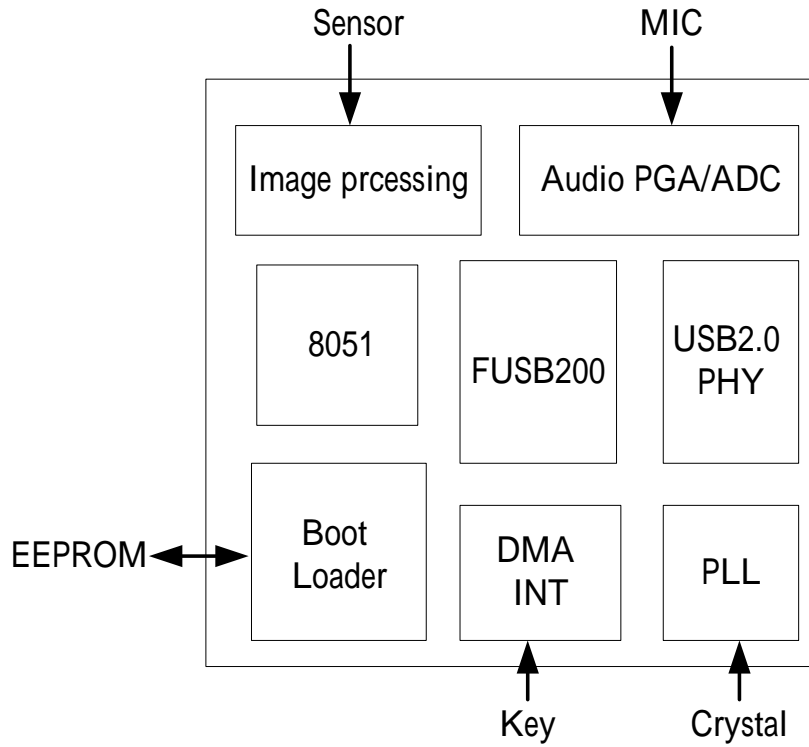 Sensor
MIC
Image prcessing
Audio PGA/ADC
8051
FUSB200
USB2.0
PHY
EEPROM
Boot
Loader
DMA
INT
PLL
Key
Crystal